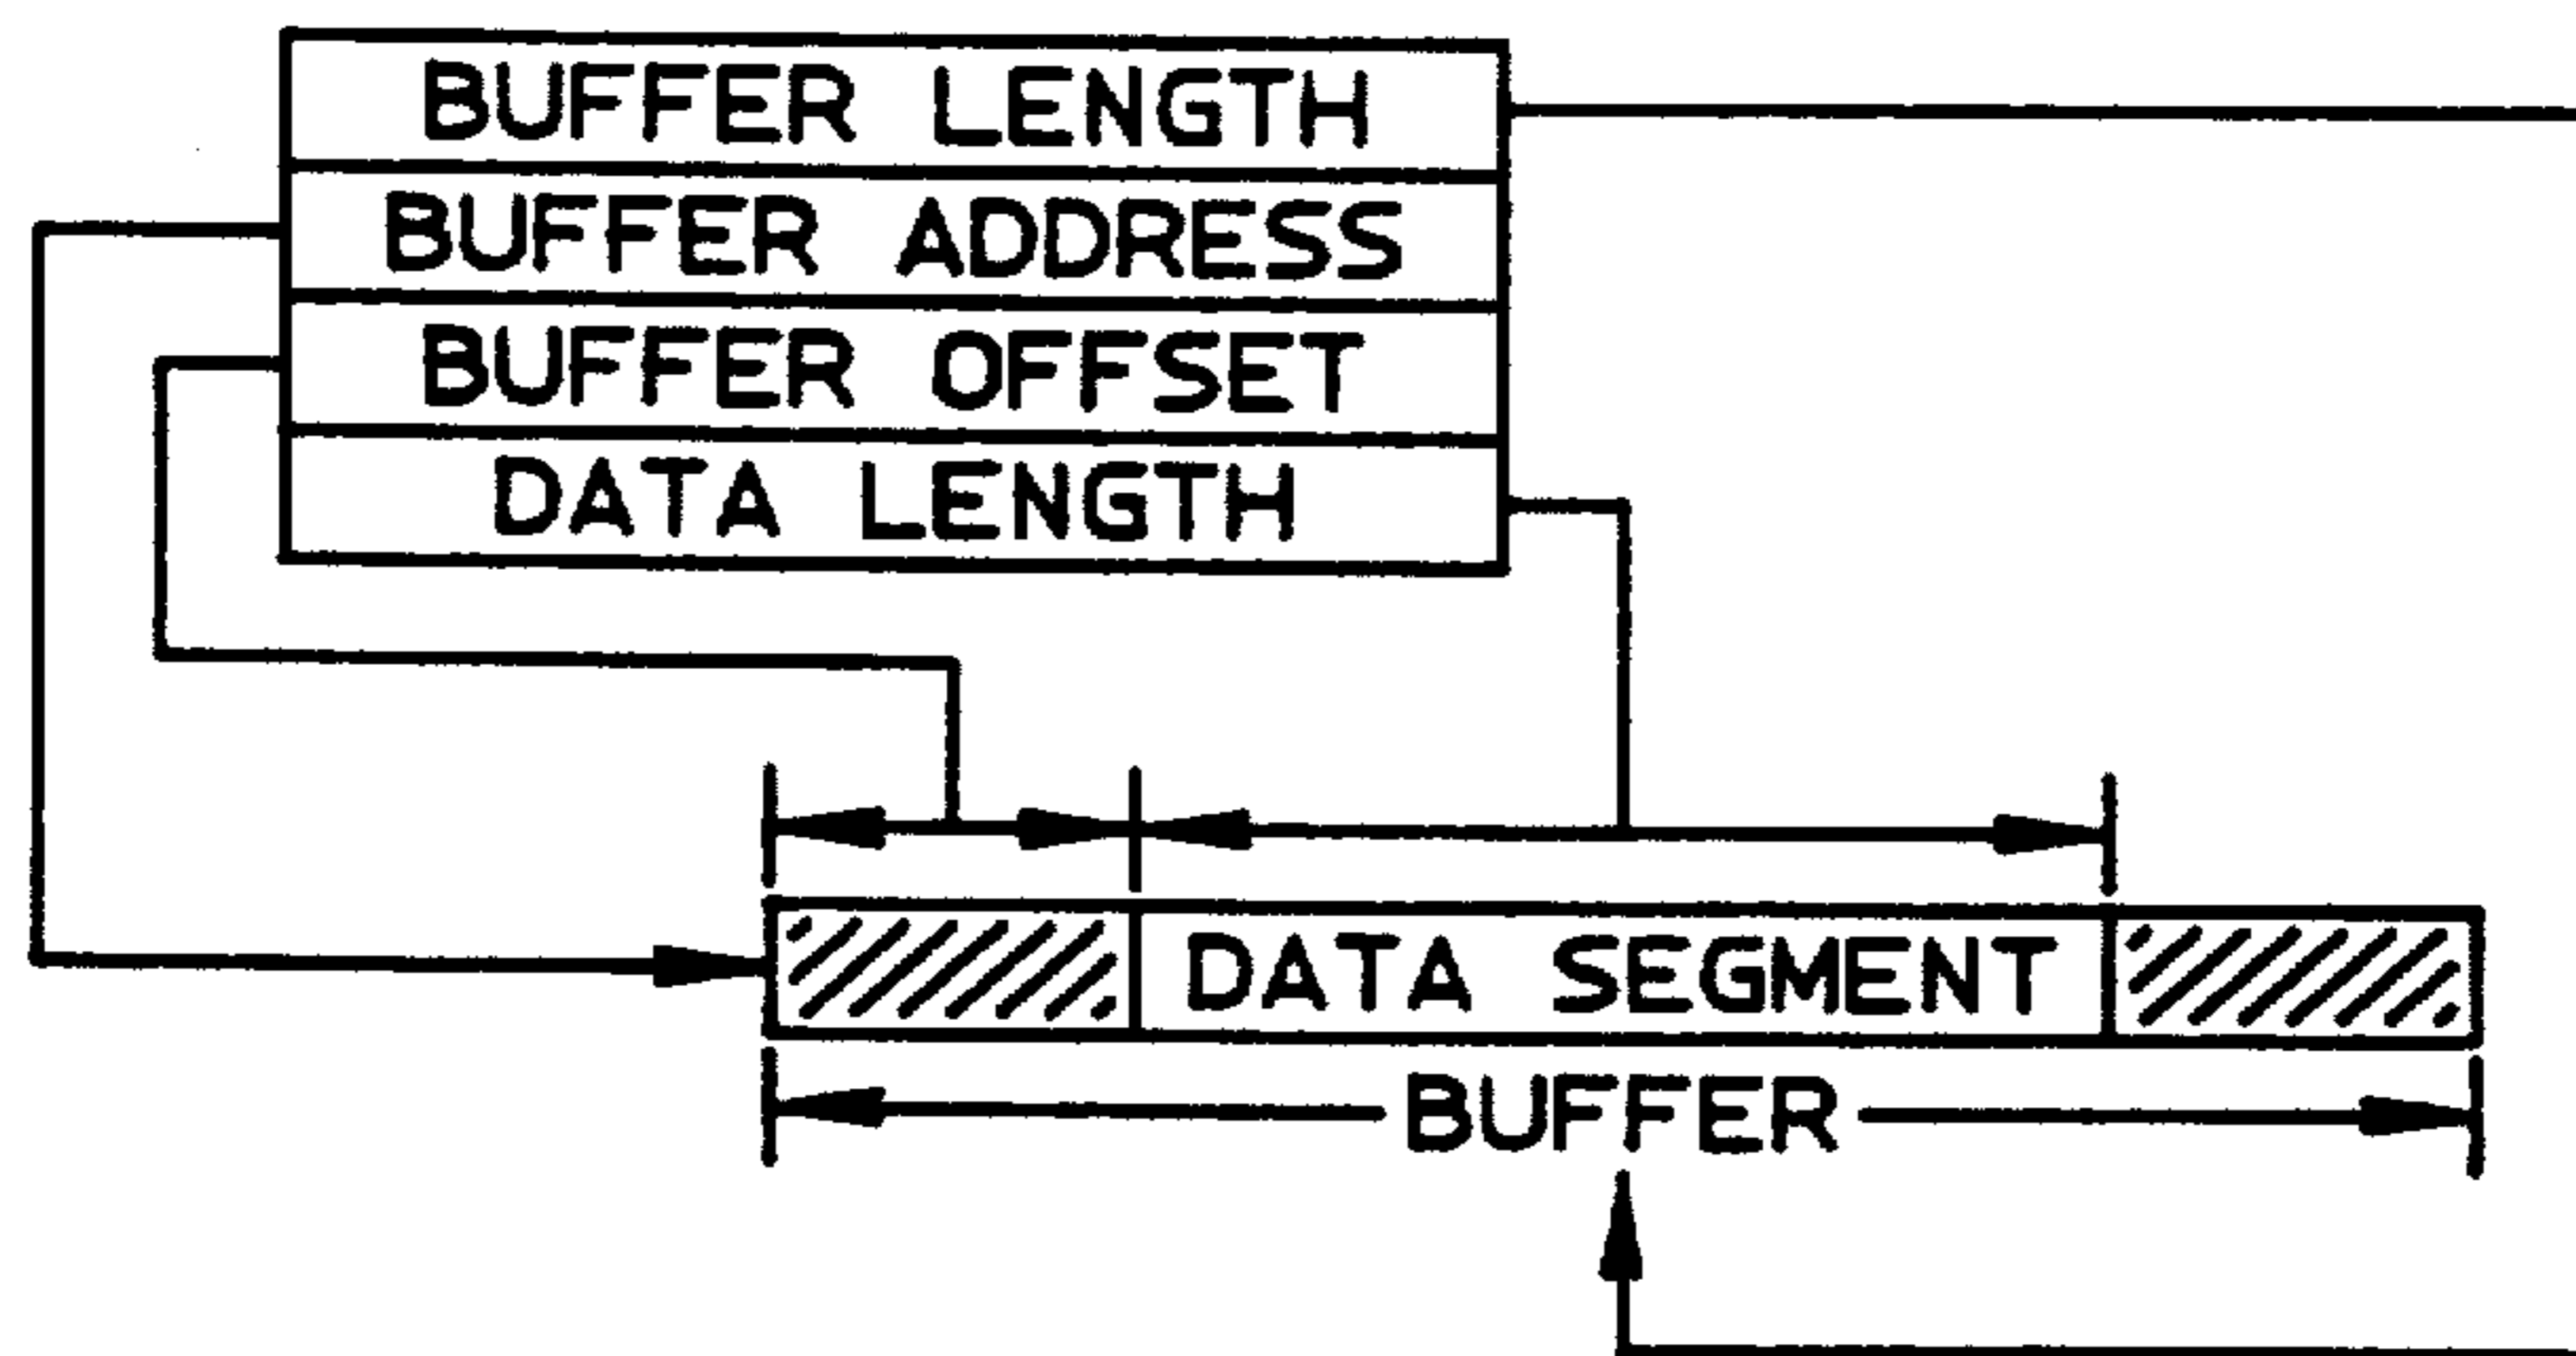 BUFFER LENGTH
BUFFER ADDRESS
BUFFER OFFSET
DATA LENGTH
DATA SEGMENT
BUFFER